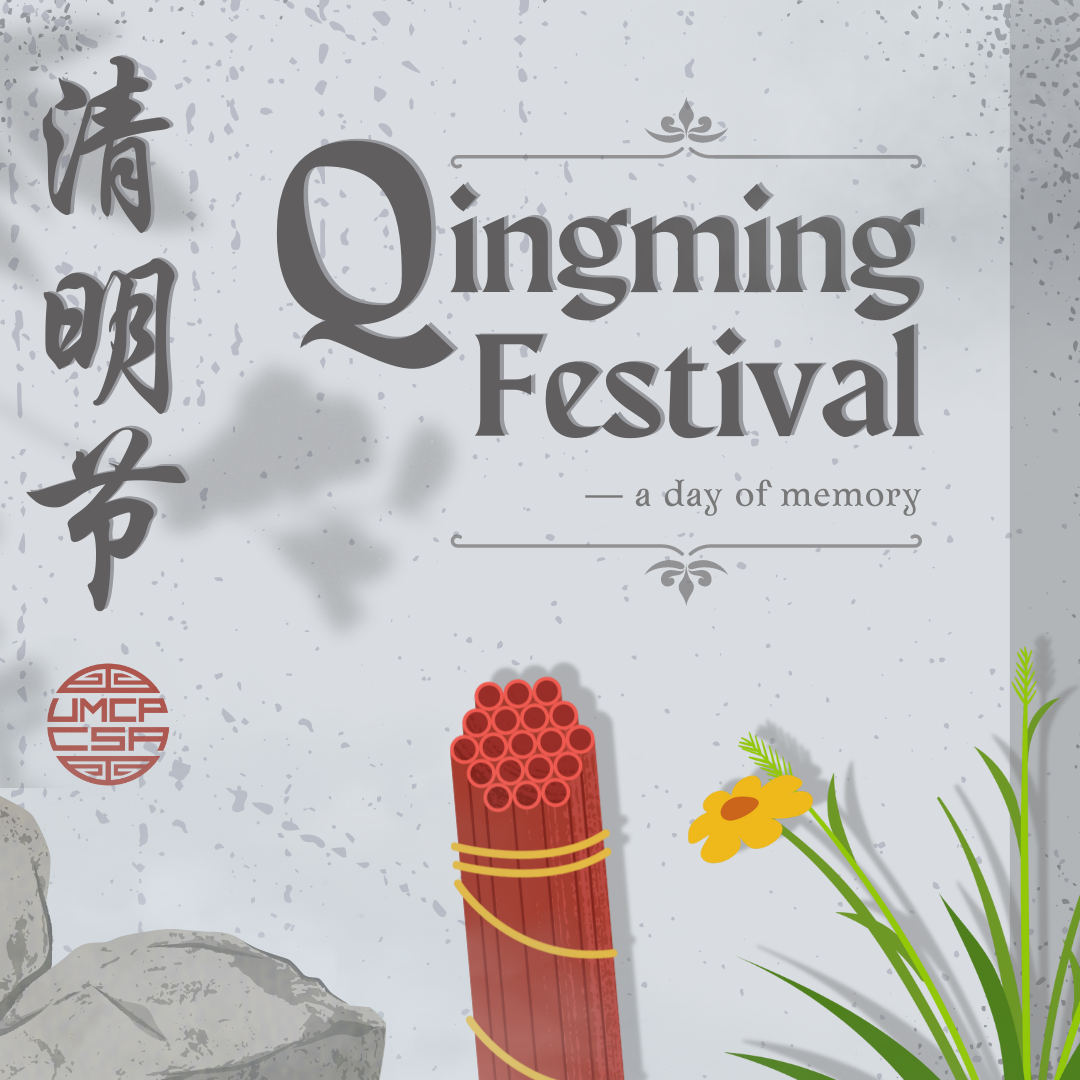 清明节
Qingming
Festival
— a day of memory
UMCP
CSA